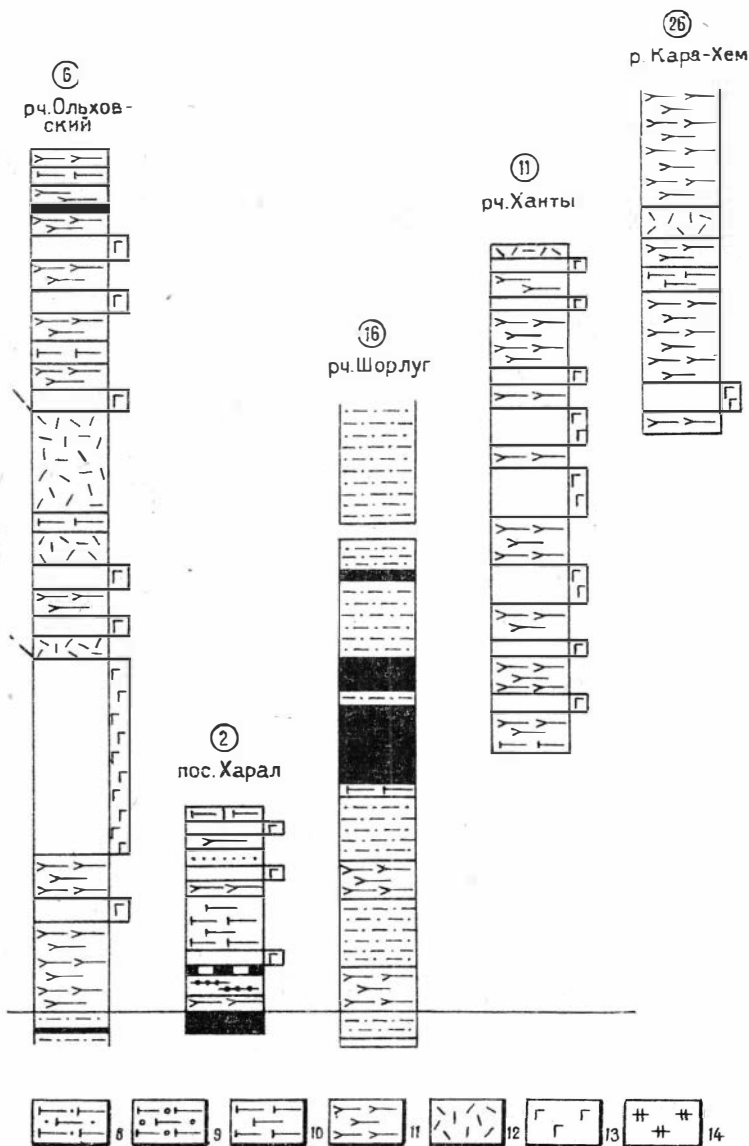 26
р. Кара-Хем
6
рч.Ольхов-
ский
11
рч.Ханты
16
рч.Шорлуг
2
пос. Харал
8 9 10 11 12 13 14